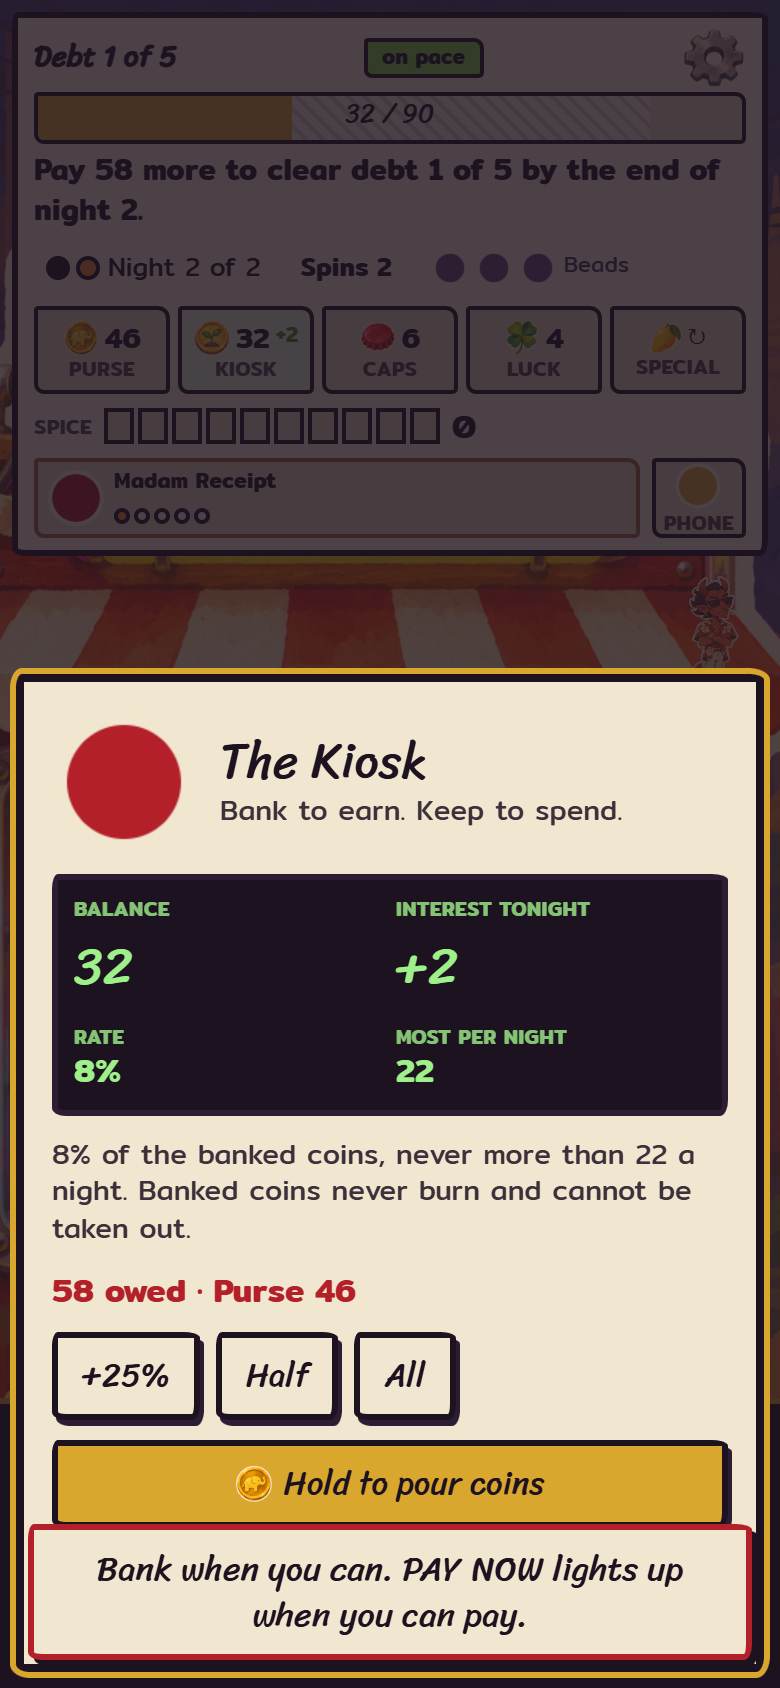 Debt 1 of 5
on pace
32 / 90
Pay 58 more to clear debt 1 of 5 by the end of
night 2.
Night 2 of 2
Spins 2
Beads
46
PURSE
32 +2
KIOSK
6
CAPS
4
LUCK
↻
SPECIAL
SPICE
0
Madam Receipt
PHONE
The Kiosk
Bank to earn. Keep to spend.
BALANCE
INTEREST TONIGHT
32
+2
RATE
MOST PER NIGHT
8%
22
8% of the banked coins, never more than 22 a
night. Banked coins never burn and cannot be
taken out.
58 owed · Purse 46
+25%
Half
All
Hold to pour coins
Bank when you can. PAY NOW lights up
when you can pay.